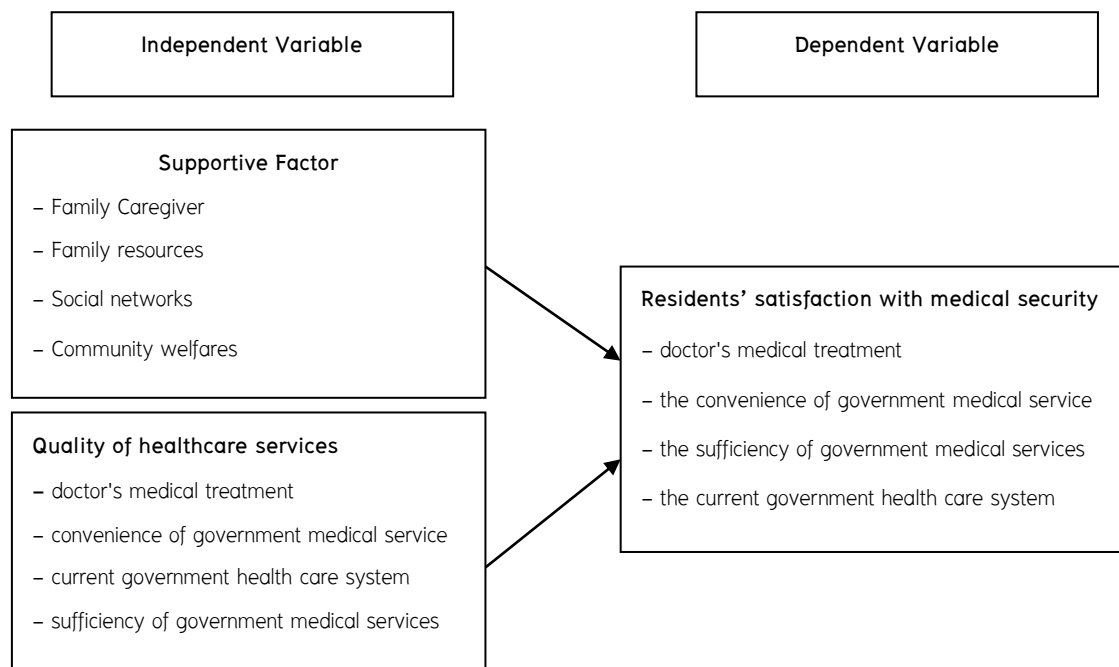 Independent Variable
Dependent Variable
Supportive Factor
– Family Caregiver
– Family resources
– Social networks
– Community welfares
Quality of healthcare services
– doctor's medical treatment
– convenience of government medical service
– current government health care system
– sufficiency of government medical services
Residents’ satisfaction with medical security
– doctor's medical treatment
– the convenience of government medical service
– the sufficiency of government medical services
– the current government health care system